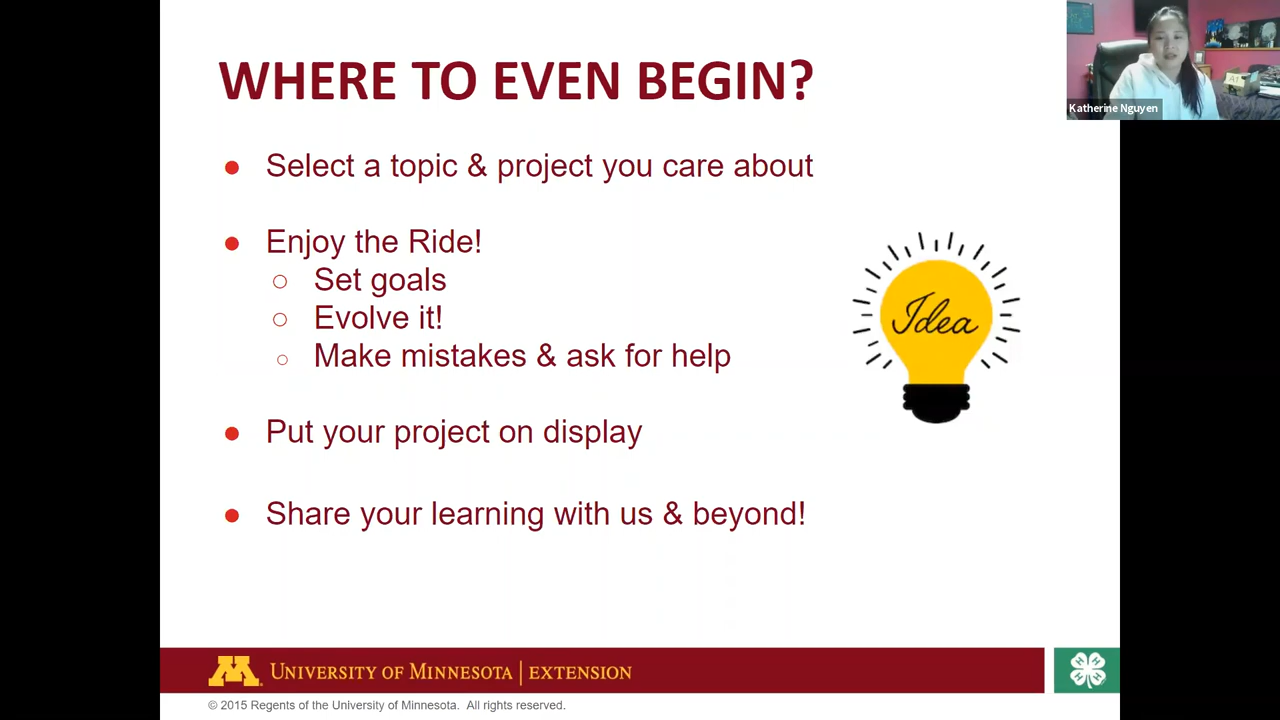 WHERE TO EVEN BEGIN?
Katherine Nguyen
● Select a topic & project you care about
● Enjoy the Ride!
○ Set goals
○ Evolve it!
○ Make mistakes & ask for help
Idea
● Put your project on display
● Share your learning with us & beyond!
M UNIVERSITY OF MINNESOTA | EXTENSION
H H H H
© 2015 Regents of the University of Minnesota. All rights reserved.